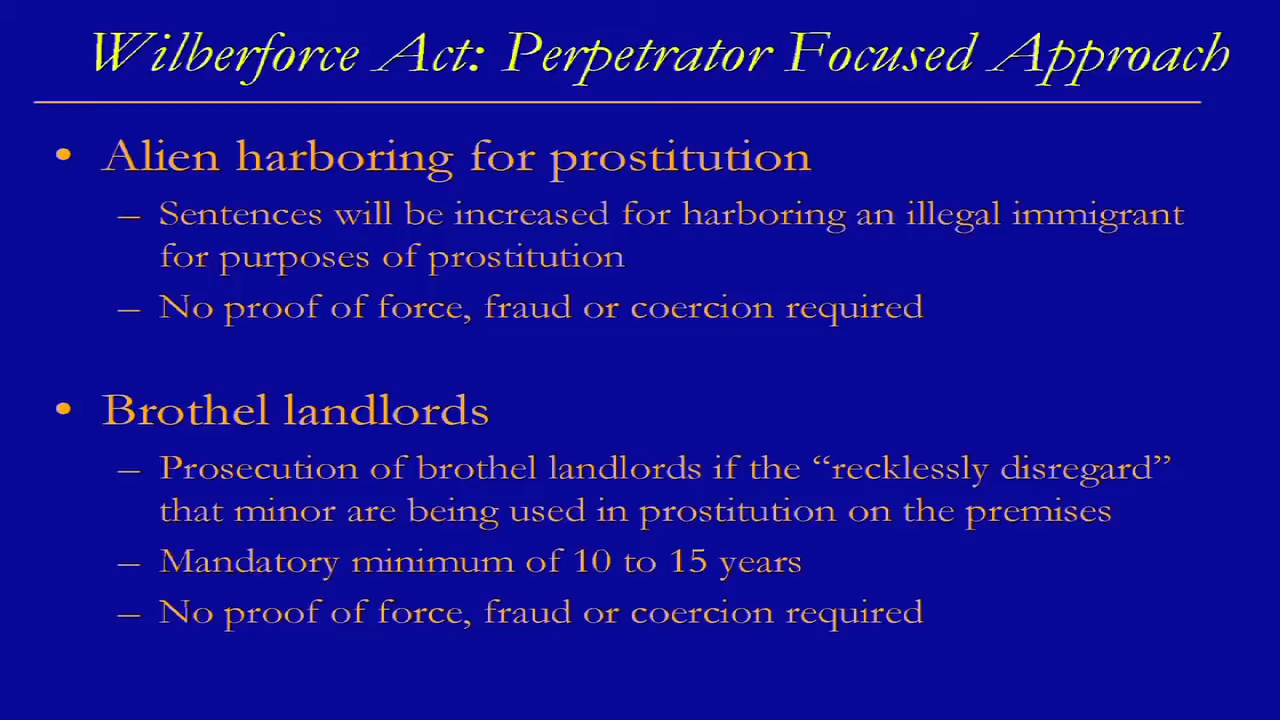 Wilberforce Act: Perpetrator Focused Approach
• Alien harboring for prostitution
– Sentences will be increased for harboring an illegal immigrant
for purposes of prostitution
– No proof of force, fraud or coercion required
• Brothel landlords
– Prosecution of brothel landlords if the “recklessly disregard”
that minor are being used in prostitution on the premises
– Mandatory minimum of 10 to 15 years
– No proof of force, fraud or coercion required